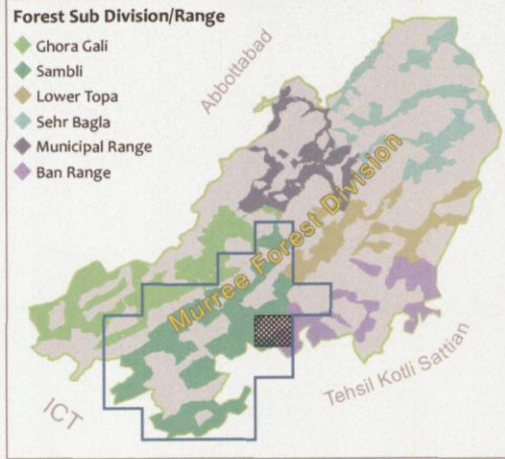 Forest Sub Division/Range
Ghora Gali
Sambli
Lower Topa
Sehr Bagla
Municipal Range
Ban Range
Abbottabad
Murree Forest Division
Tehsil Kotli Sattian
ICT